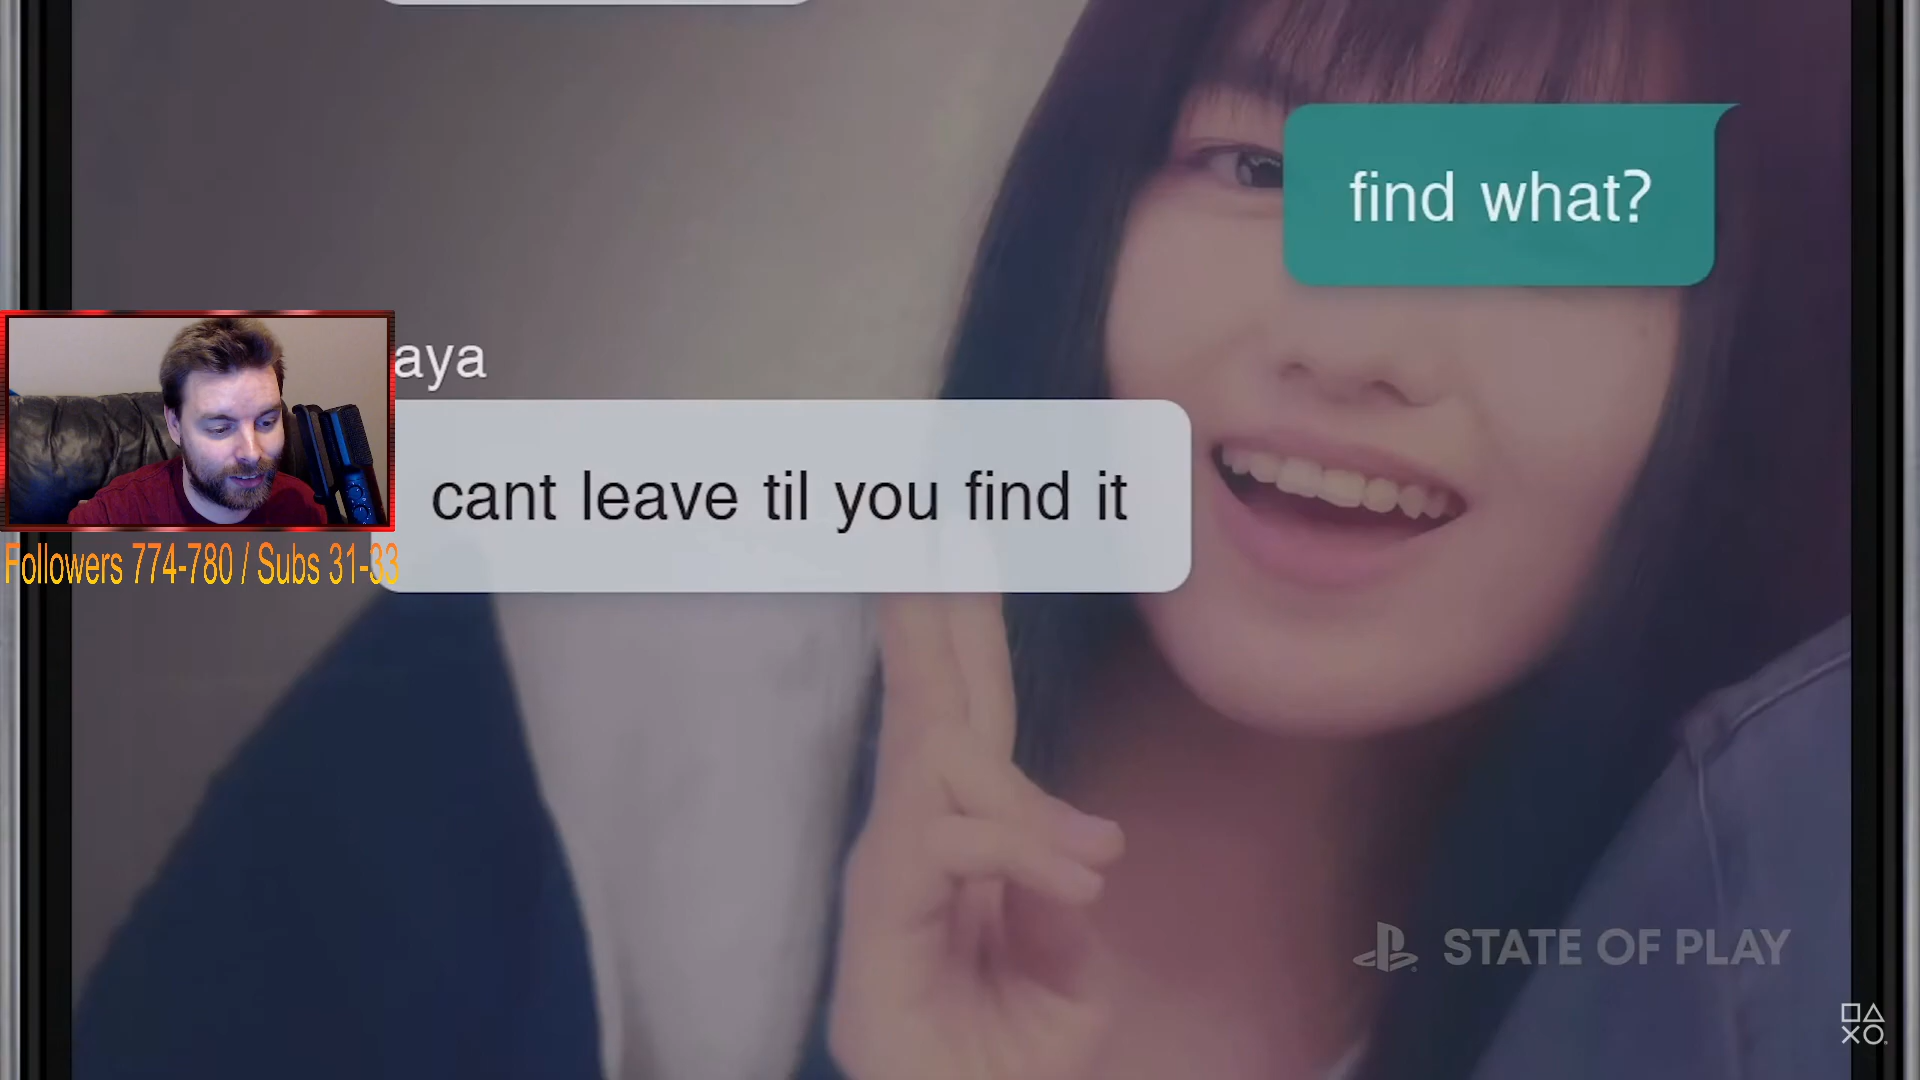 find what?
aya
cant leave til you find it
Followers 774-780 / Subs 31-33
STATE OF PLAY